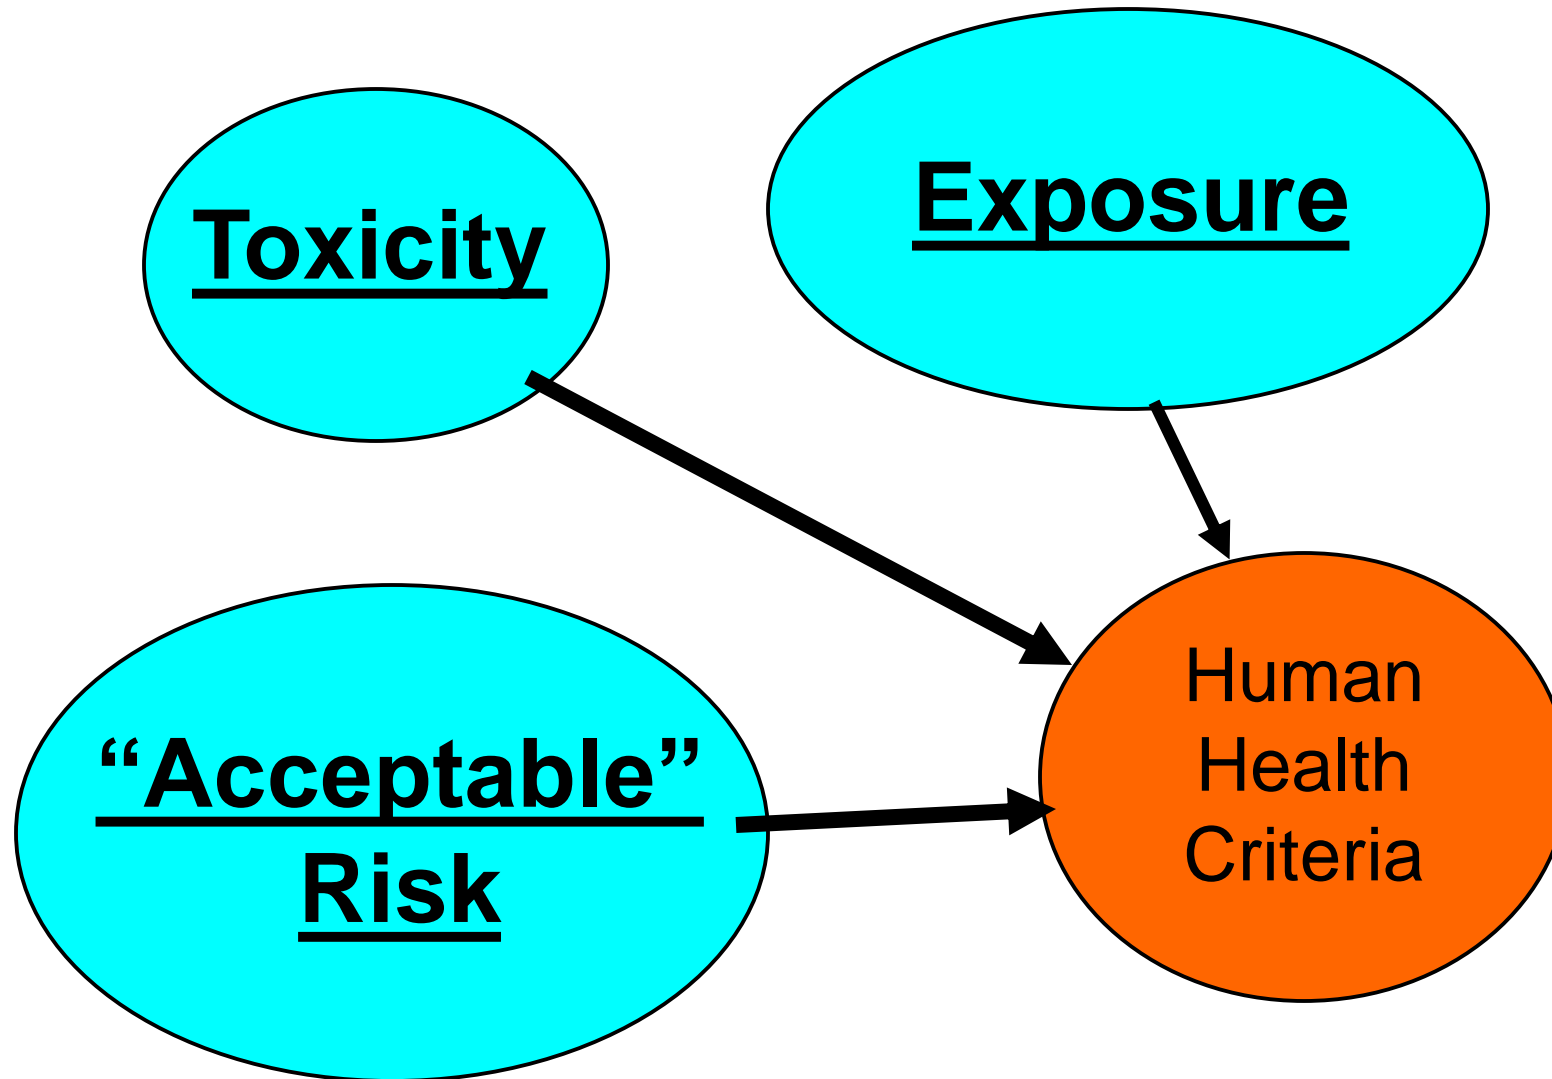 Toxicity
Exposure
“Acceptable”
Risk
Human
Health
Criteria